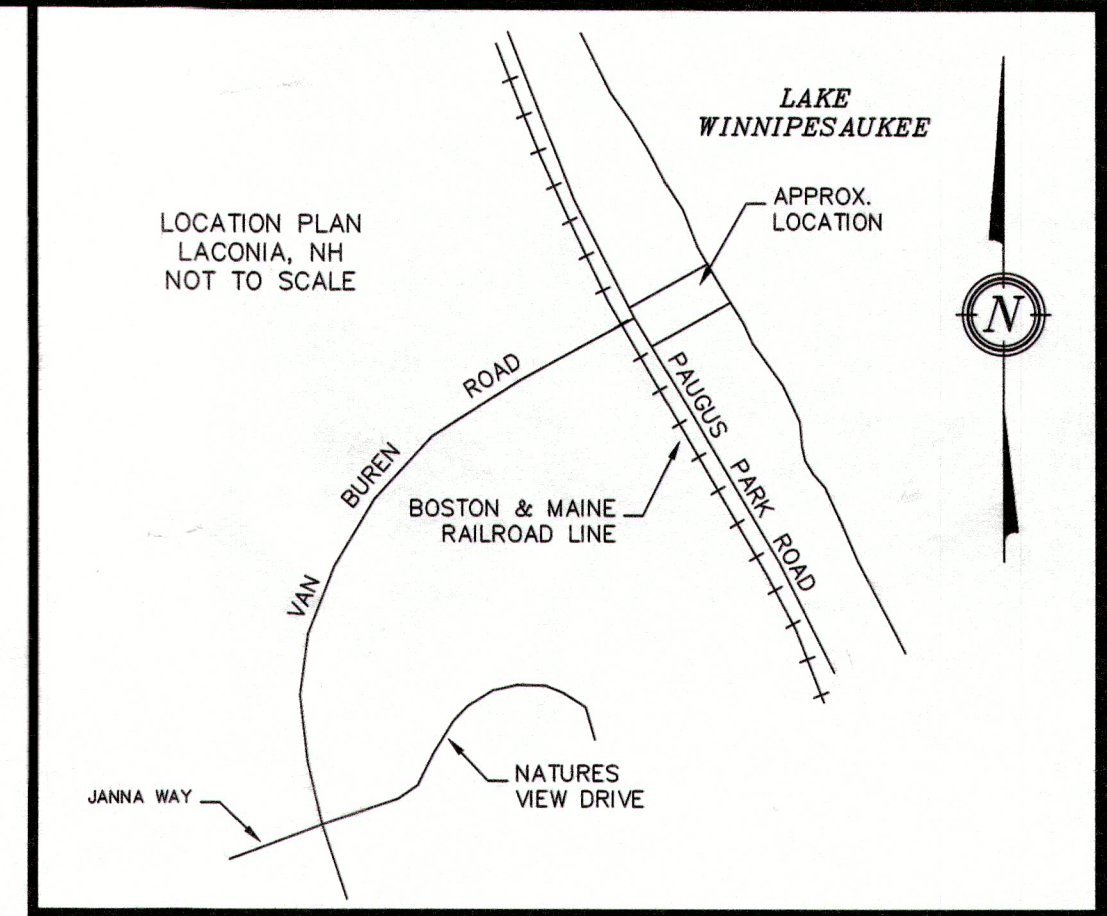 LAKE
WINNIPESAUKEE
APPROX.
LOCATION
LOCATION PLAN
LACONIA, NH
NOT TO SCALE
N
VAN BUREN ROAD
PAUGUS PARK ROAD
BOSTON & MAINE
RAILROAD LINE
NATURES
VIEW DRIVE
JANNA WAY